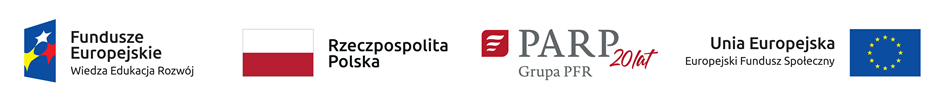 Fundusze
Europejskie
Wiedza Edukacja Rozwój
Rzeczpospolita
Polska
PARP
20 lat
Grupa PFR
Unia Europejska
Europejski Fundusz Społeczny